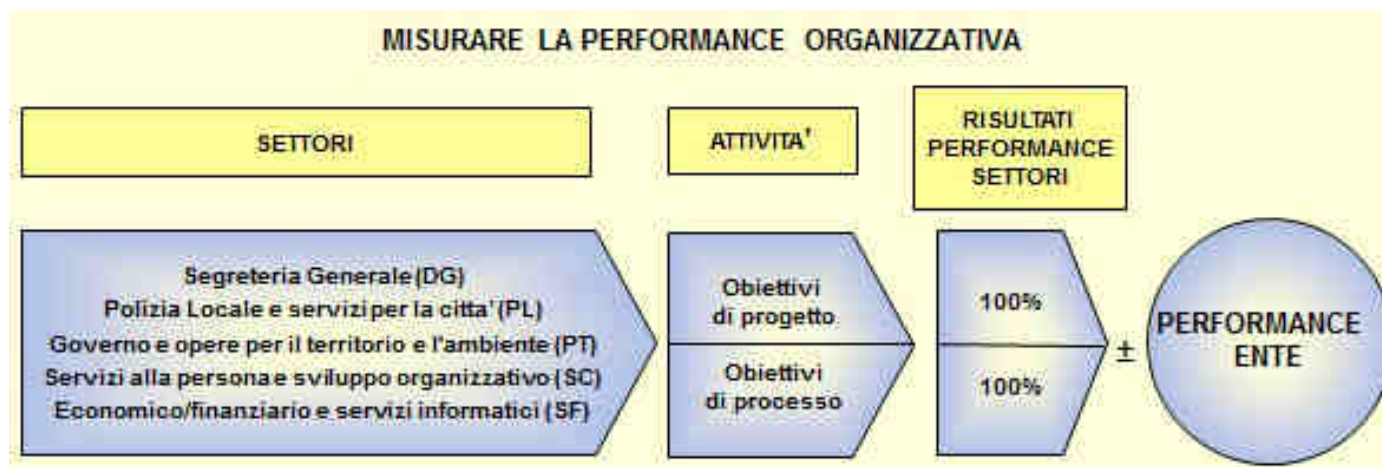 MISURARE LA PERFORMANCE ORGANIZZATIVA
SETTORI
ATTIVITA'
RISULTATI
PERFORMANCE
SETTORI
Segreteria Generale (DG)
Polizia Locale e servizi per la citta' (PL)
Governo e opere per il territorio e l'ambiente (PT)
Servizi alla persona e sviluppo organizzativo (SC)
Economico/finanziario e servizi informatici (SF)
Obiettivi
di progetto
Obiettivi
di processo
100%
100%
±
PERFORMANCE
ENTE